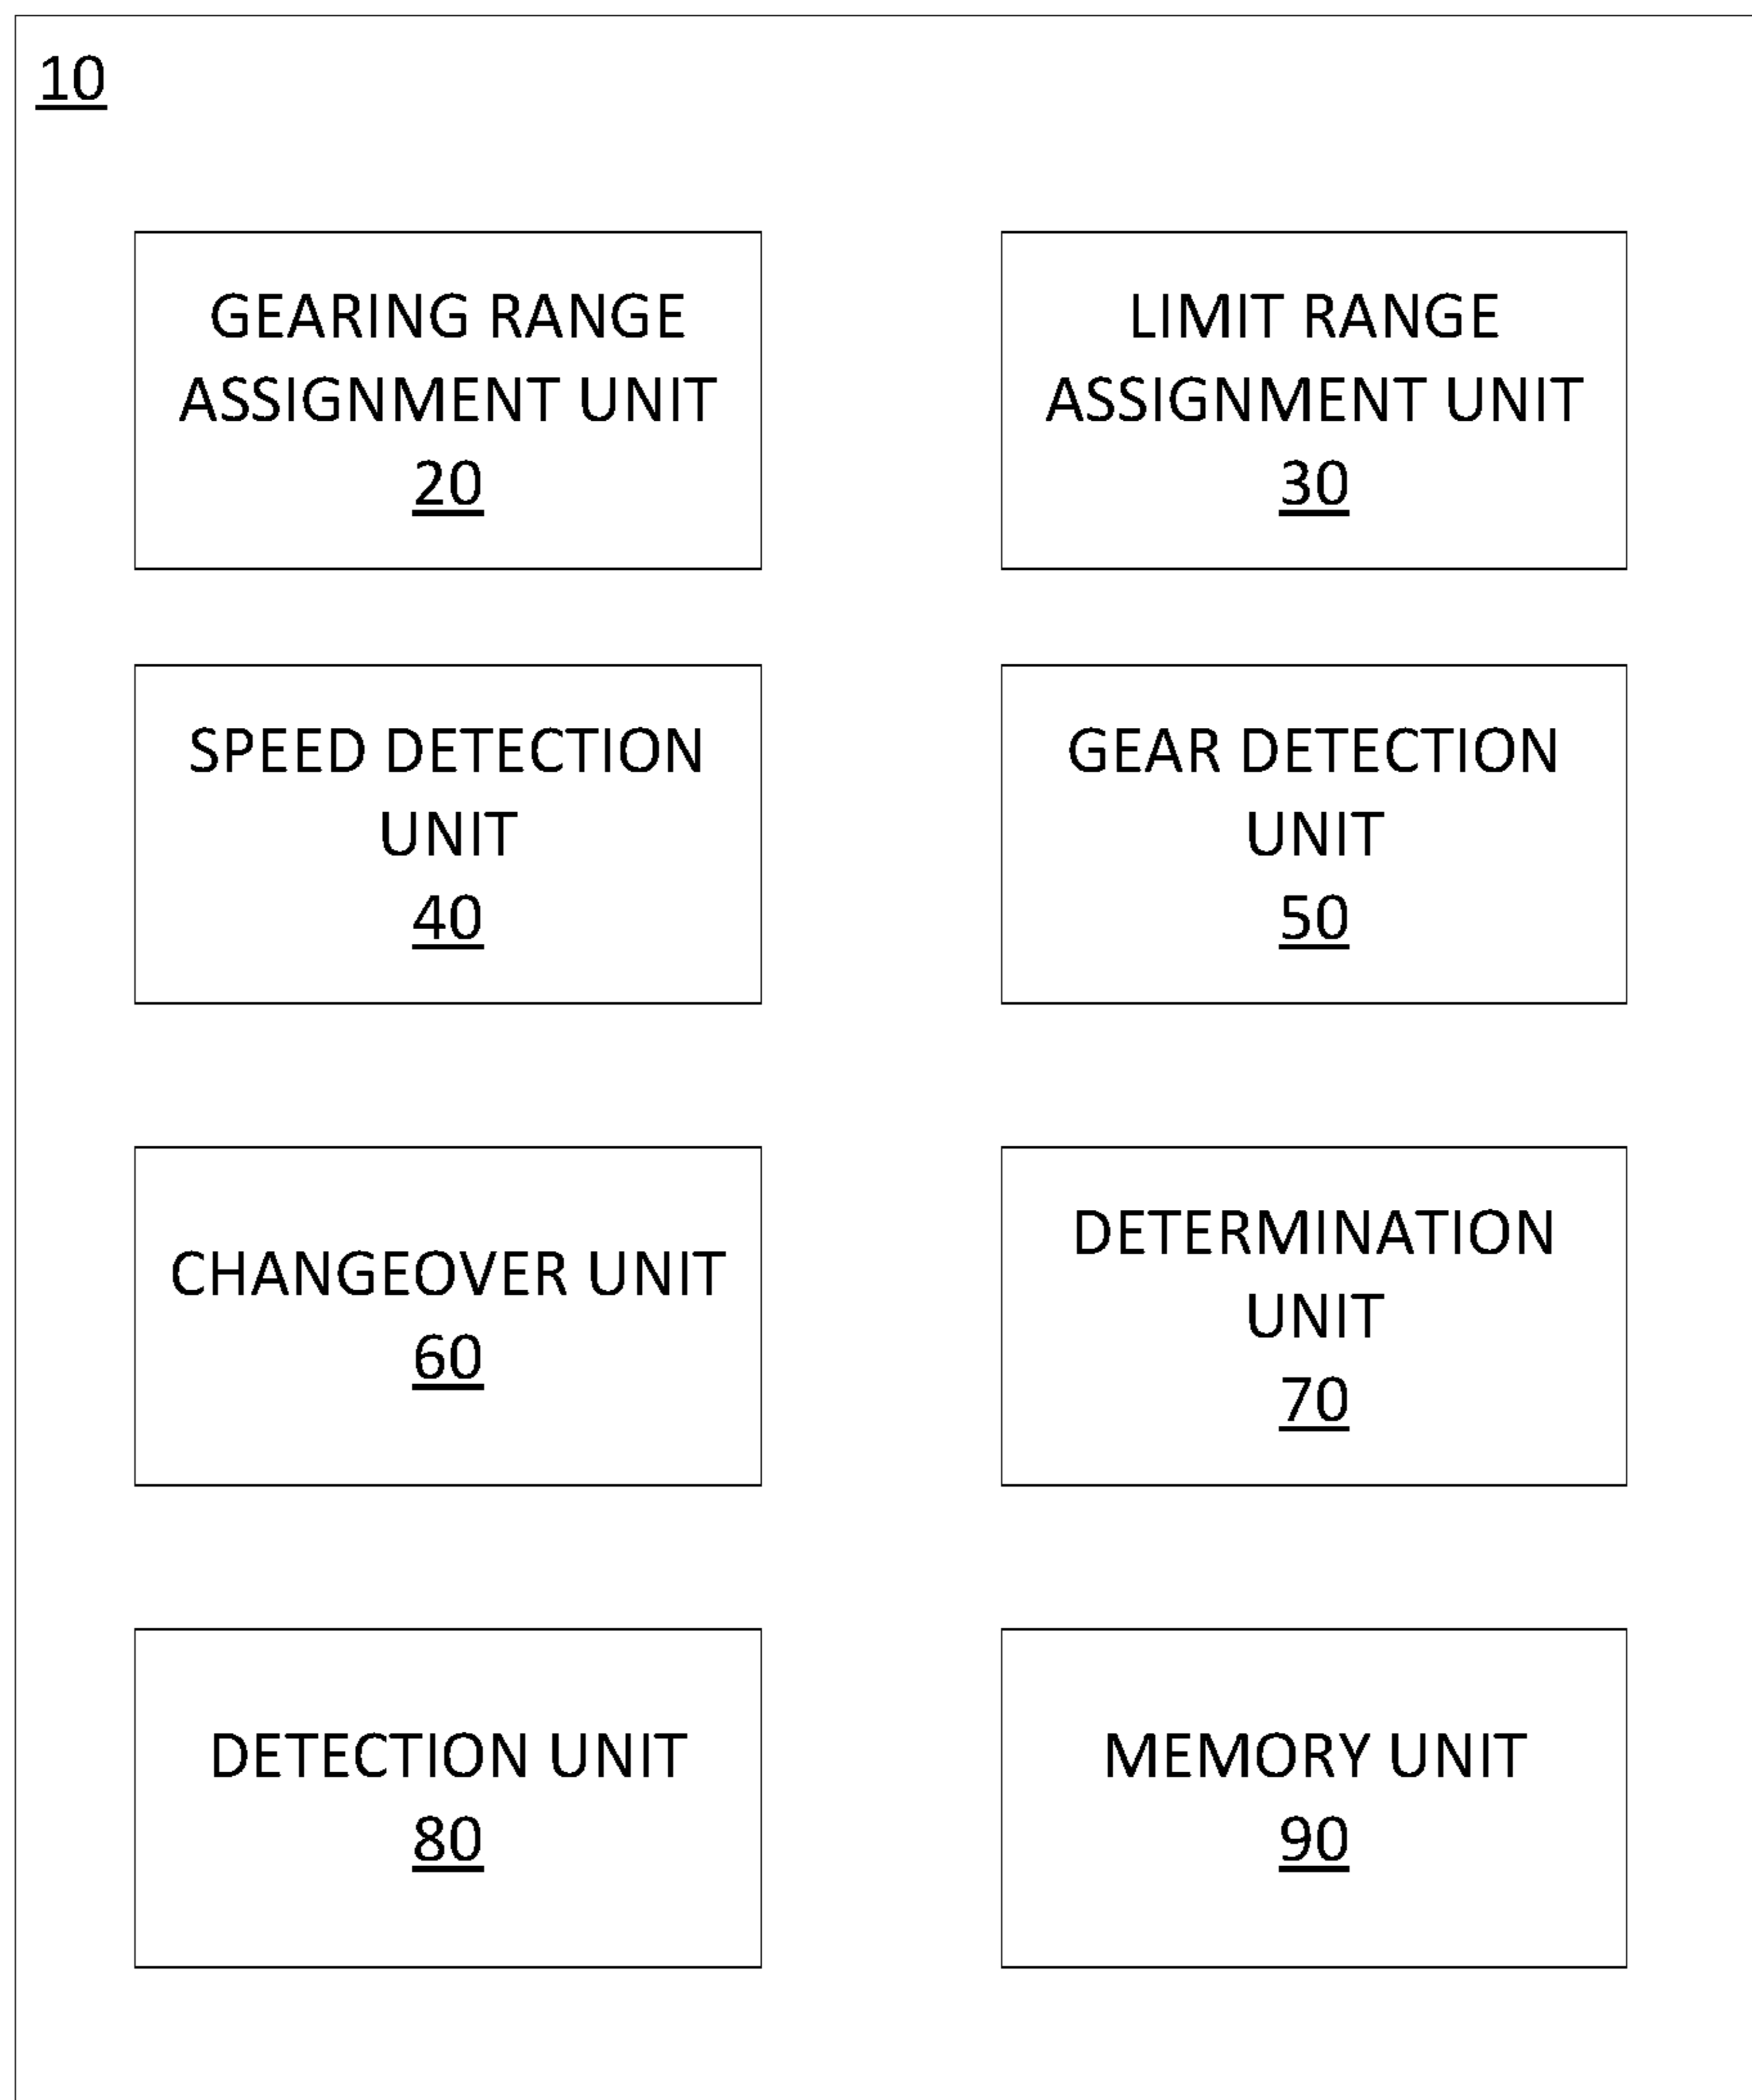 10
GEARING RANGE
ASSIGNMENT UNIT
20
LIMIT RANGE
ASSIGNMENT UNIT
30
SPEED DETECTION
UNIT
40
GEAR DETECTION
UNIT
50
CHANGEOVER UNIT
60
DETERMINATION
UNIT
70
DETECTION UNIT
80
MEMORY UNIT
90